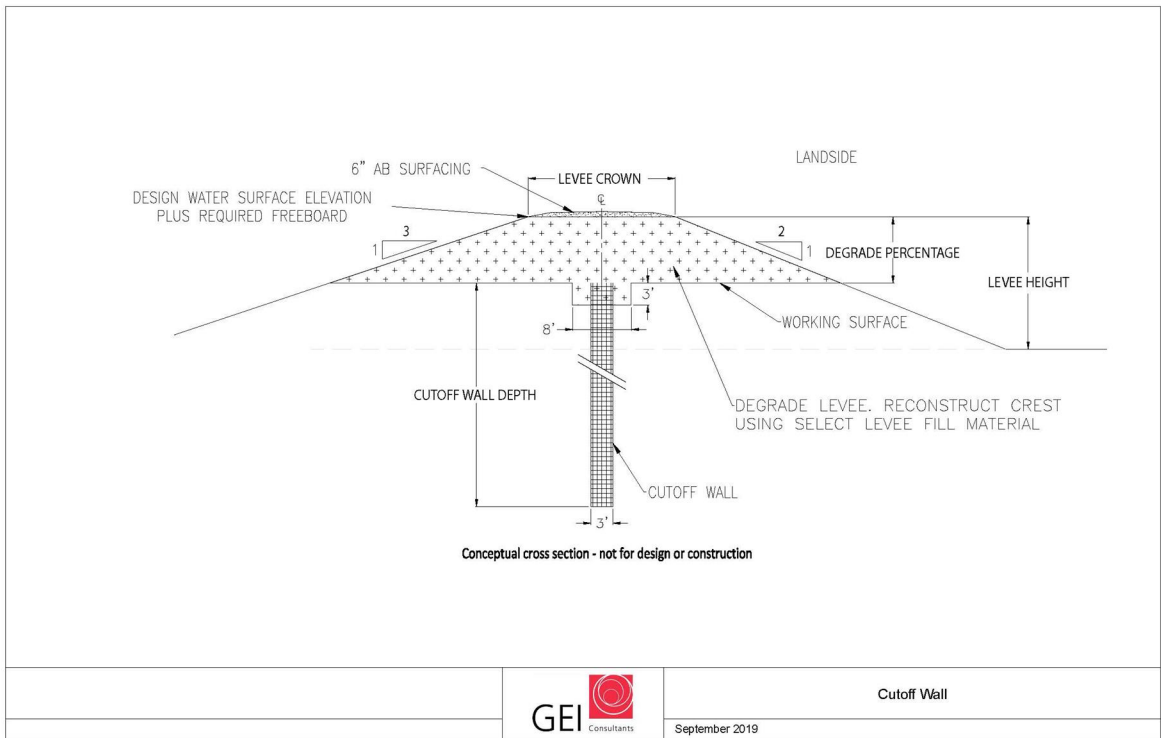 LANDSIDE
6" AB SURFACING
LEVEE CROWN
℄
DESIGN WATER SURFACE ELEVATION
PLUS REQUIRED FREEBOARD
3
1
2
1
DEGRADE PERCENTAGE
LEVEE HEIGHT
3'
8'
WORKING SURFACE
CUTOFF WALL DEPTH
DEGRADE LEVEE. RECONSTRUCT CREST
USING SELECT LEVEE FILL MATERIAL
CUTOFF WALL
3'
Conceptual cross section - not for design or construction
GEI Consultants
Cutoff Wall
September 2019